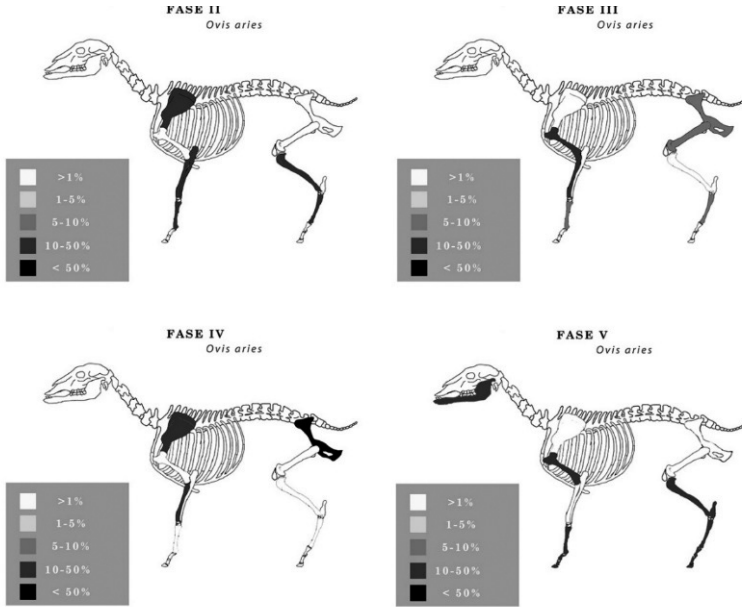 FASE II
Ovis aries
>1%
1-5%
5-10%
10-50%
< 50%
FASE III
Ovis aries
>1%
1-5%
5-10%
10-50%
< 50%
FASE IV
Ovis aries
>1%
1-5%
5-10%
10-50%
< 50%
FASE V
Ovis aries
>1%
1-5%
5-10%
10-50%
< 50%